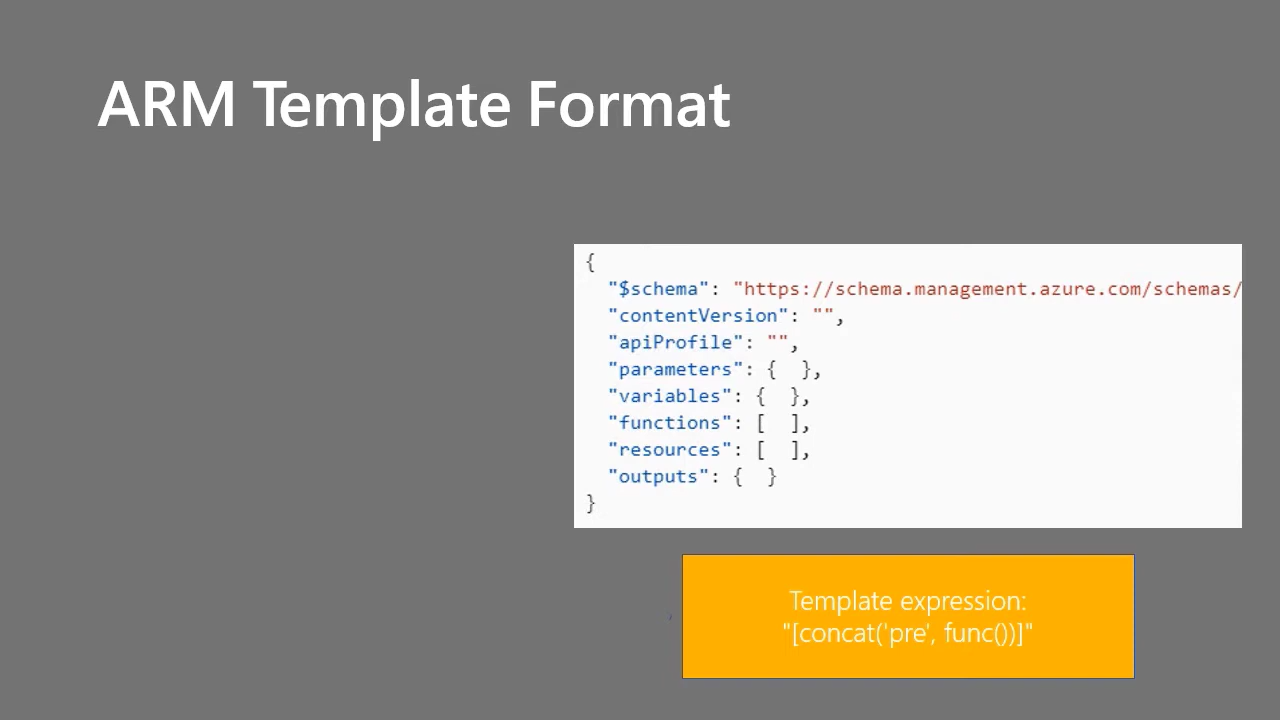 ARM Template Format
{
"$schema": "https://schema.management.azure.com/schemas/
"contentVersion": "",
"apiProfile": "",
"parameters": {  },
"variables": {  },
"functions": [  ],
"resources": [  ],
"outputs": {  }
}
Template expression:
"[concat('pre', func())]"